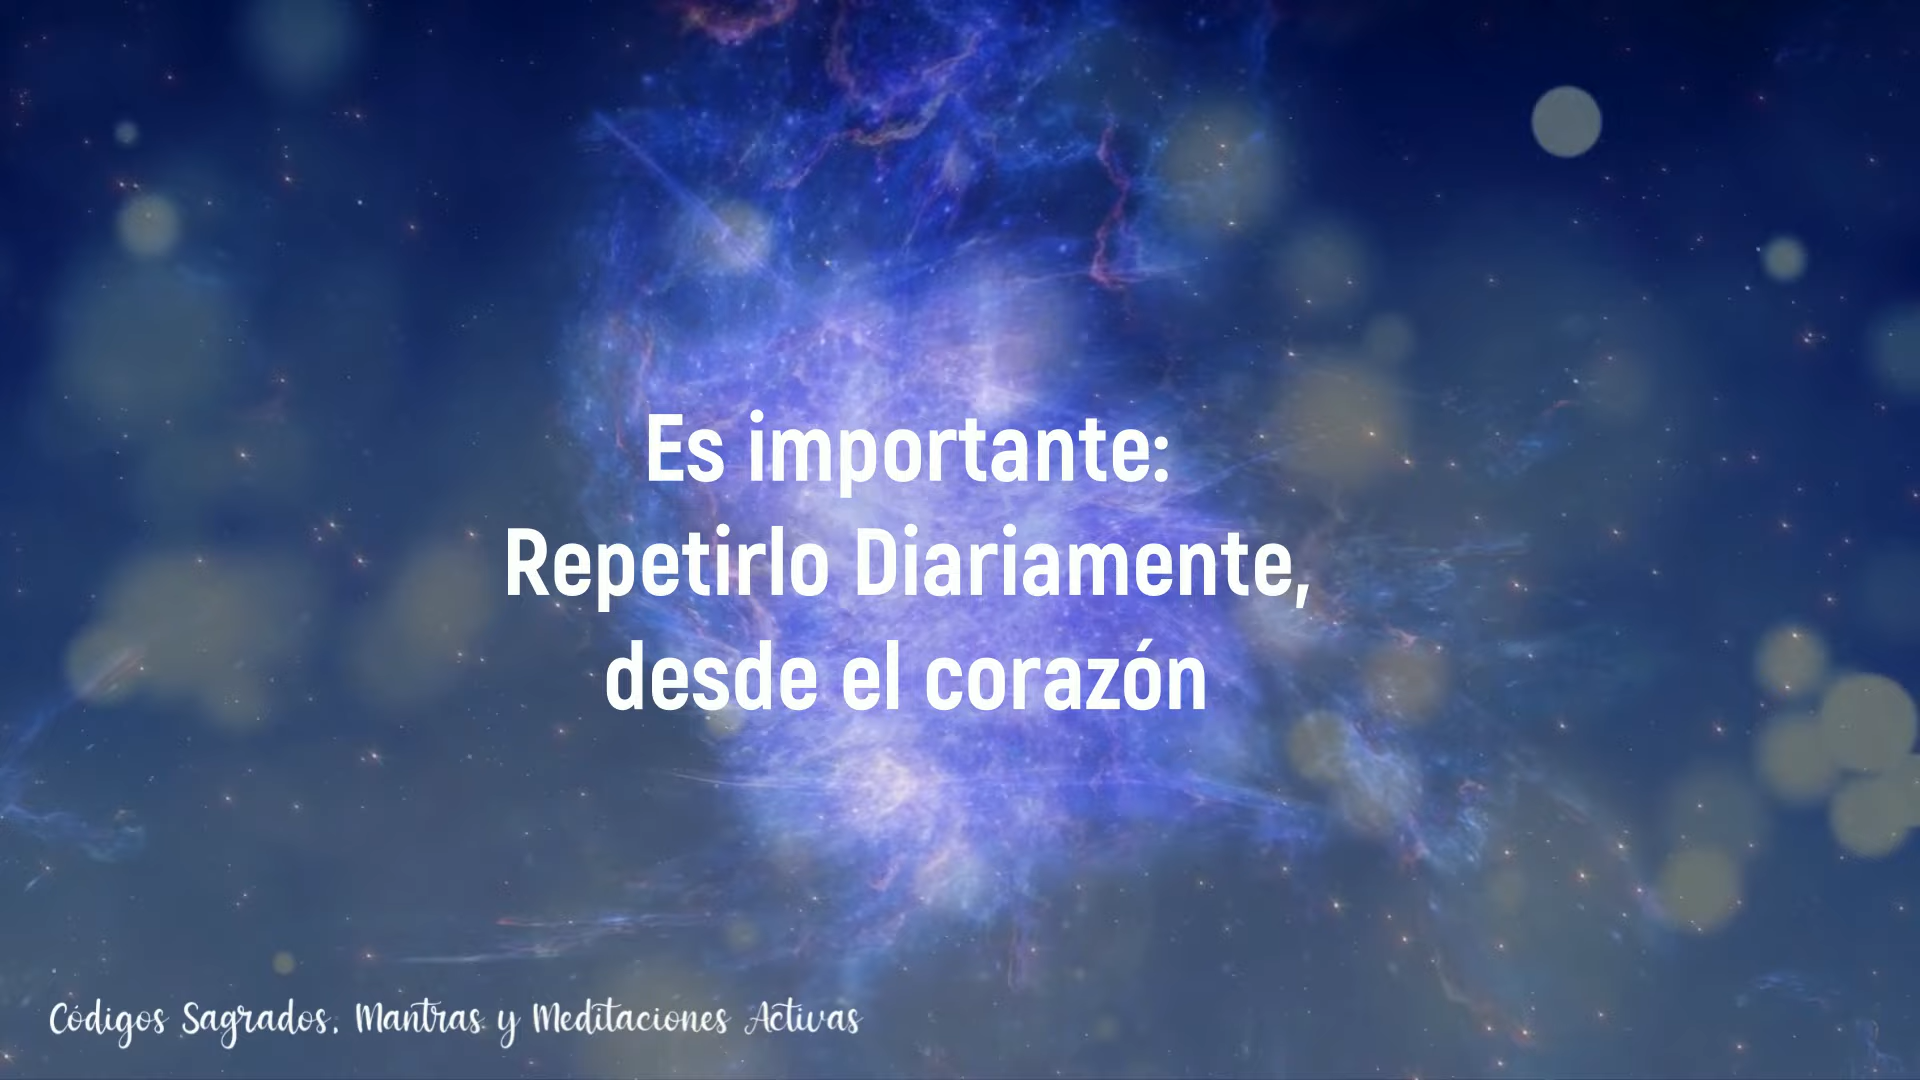 Es importante:
Repetirlo Diariamente,
desde el corazón
Códigos Sagrados, Mantras y Meditaciones Activas